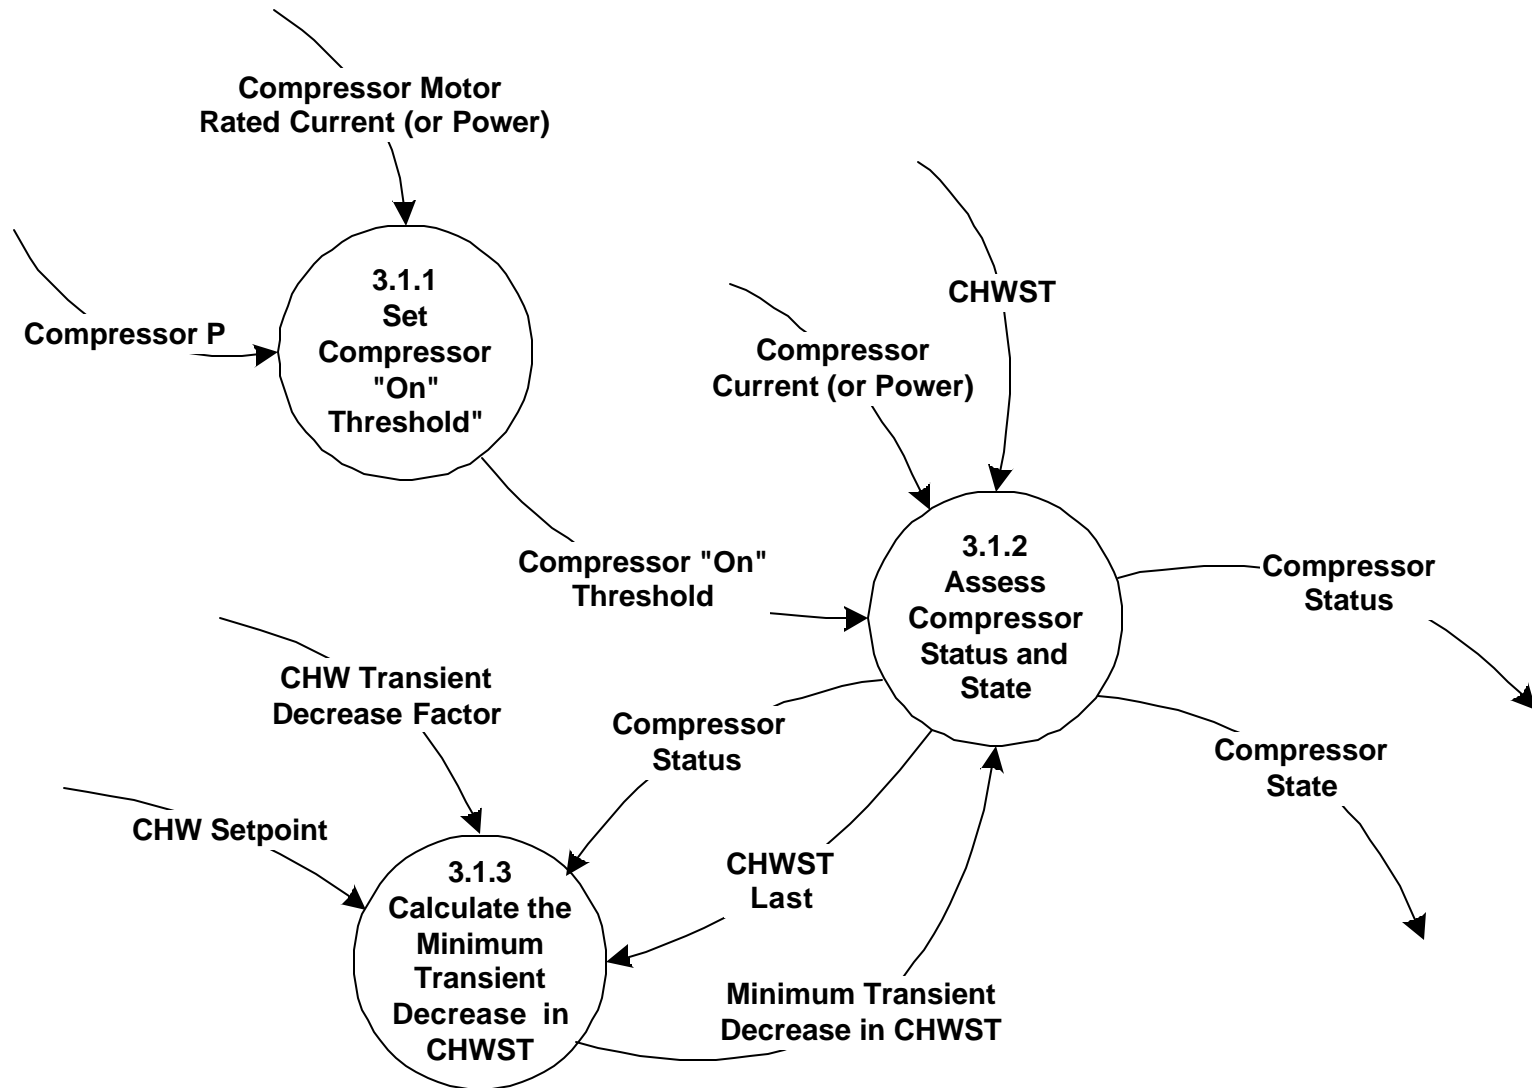 Compressor Motor
Rated Current (or Power)
Compressor P
3.1.1
Set
Compressor
"On"
Threshold"
CHWST
Compressor
Current (or Power)
Compressor "On"
Threshold
3.1.2
Assess
Compressor
Status and
State
Compressor
Status
Compressor
State
CHW Transient
Decrease Factor
CHW Setpoint
Compressor
Status
CHWST
Last
3.1.3
Calculate the
Minimum
Transient
Decrease in
CHWST
Minimum Transient
Decrease in CHWST